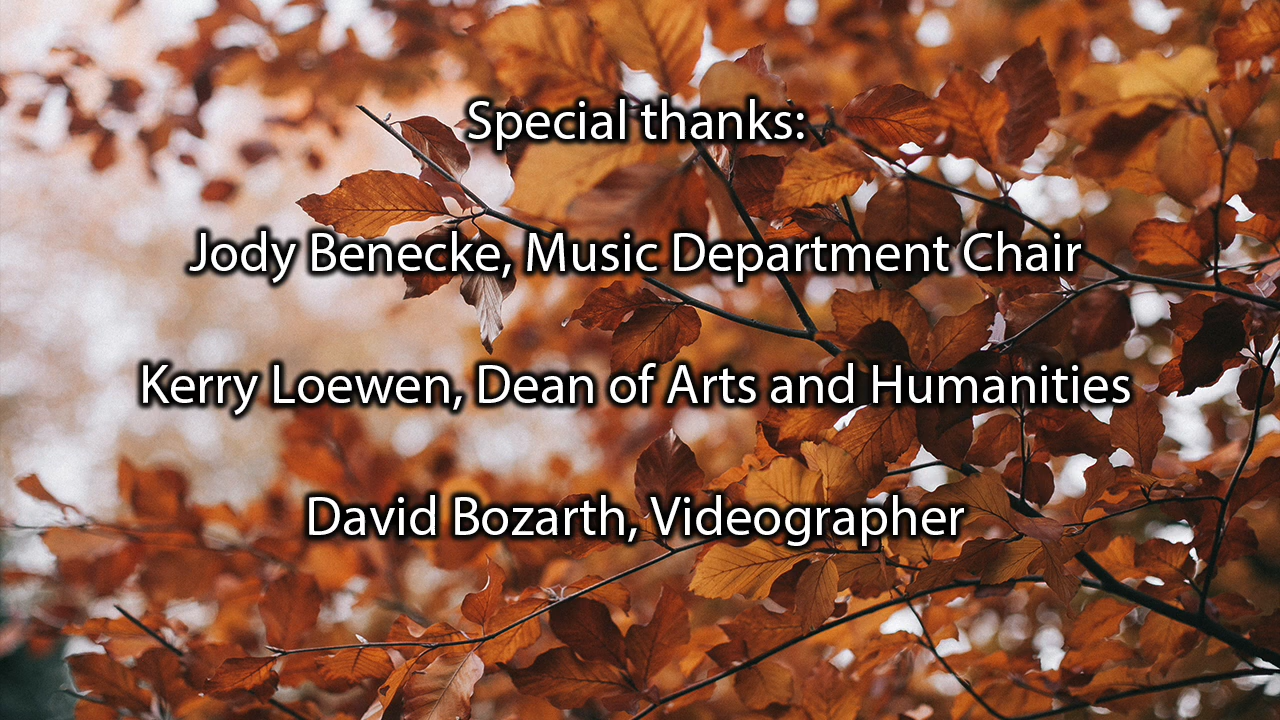 Special thanks:
Jody Benecke, Music Department Chair
Kerry Loewen, Dean of Arts and Humanities
David Bozarth, Videographer